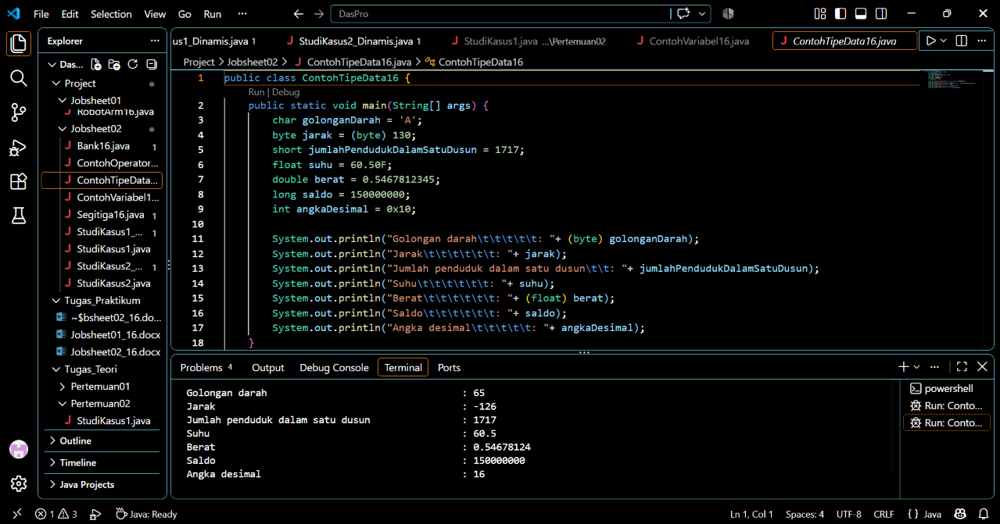 File Edit Selection View Go Run ··· DasPro
Explorer ···
Das...
Project
Jobsheet01
RobotArm16.java
Jobsheet02
Bank16.java 1
ContohOperator...
ContohTipeData...
ContohVariabel1...
Segitiga16.java 1
StudiKasus1_... 1
StudiKasus1.java
StudiKasus2_... 1
StudiKasus2.java
Tugas_Praktikum
~$bsheet02_16.do...
Jobsheet01_16.docx
Jobsheet02_16.docx
Tugas_Teori
Pertemuan01
Pertemuan02
StudiKasus1.java
Outline
Timeline
Java Projects
us1_Dinamis.java 1 StudiKasus2_Dinamis.java 1 StudiKasus1.java ...\Pertemuan02 ContohVariabel16.java ContohTipeData16.java
Project > Jobsheet02 > ContohTipeData16.java > ContohTipeData16
1 public class ContohTipeData16 {
Run | Debug
2 public static void main(String[] args) {
3 char golonganDarah = 'A';
4 byte jarak = (byte) 130;
5 short jumlahPendudukDalamSatuDusun = 1717;
6 float suhu = 60.50F;
7 double berat = 0.5467812345;
8 long saldo = 150000000;
9 int angkaDesimal = 0x10;
10
11 System.out.println("Golongan darah\t\t\t\t\t: "+ (byte) golonganDarah);
12 System.out.println("Jarak\t\t\t\t\t\t: "+ jarak);
13 System.out.println("Jumlah penduduk dalam satu dusun\t\t: "+ jumlahPendudukDalamSatuDusun);
14 System.out.println("Suhu\t\t\t\t\t\t: "+ suhu);
15 System.out.println("Berat\t\t\t\t\t\t: "+ (float) berat);
16 System.out.println("Saldo\t\t\t\t\t\t: "+ saldo);
17 System.out.println("Angka desimal\t\t\t\t\t: "+ angkaDesimal);
18 }
Problems 4 Output Debug Console Terminal Ports
Golongan darah : 65
Jarak : -126
Jumlah penduduk dalam satu dusun : 1717
Suhu : 60.5
Berat : 0.54678124
Saldo : 150000000
Angka desimal : 16
powershell
Run: Conto...
Run: Conto...
1 3 Java: Ready Ln 1, Col 1 Spaces: 4 UTF-8 CRLF { } Java